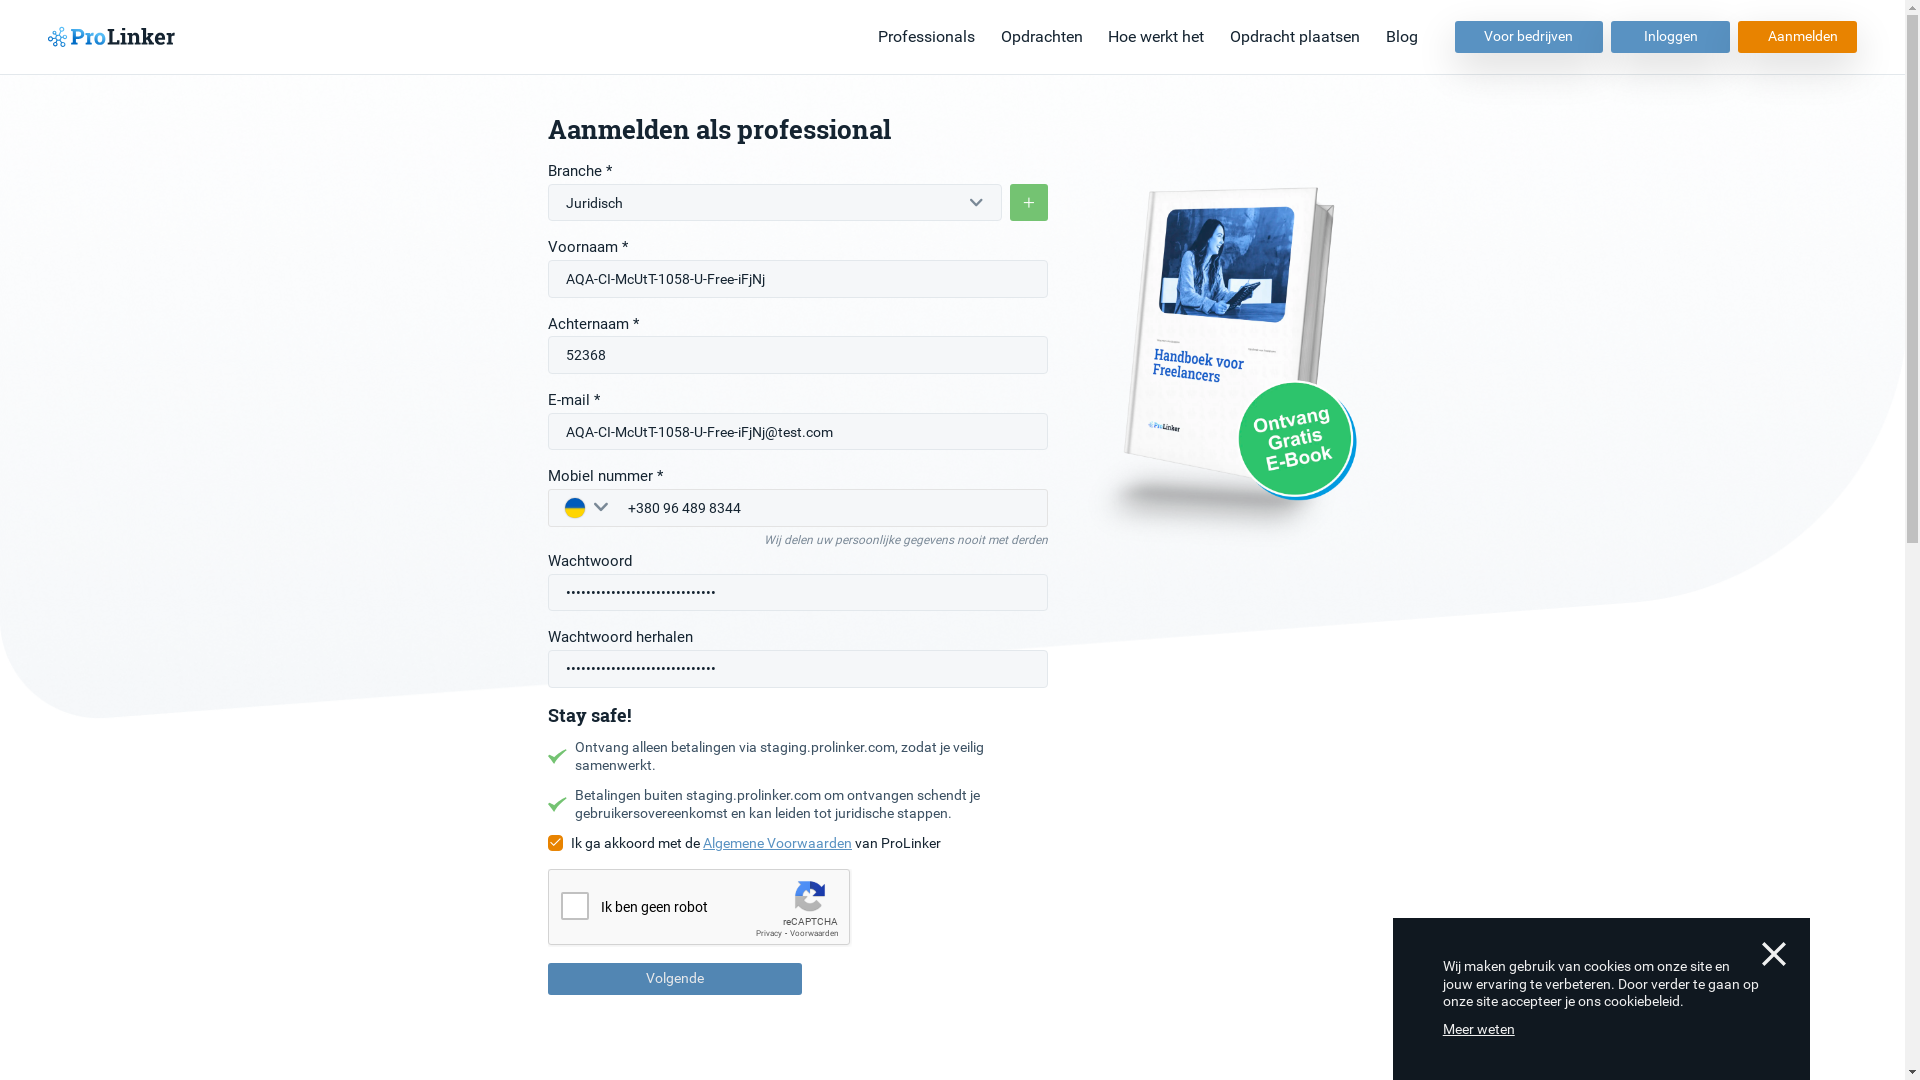 ProLinker
Professionals
Opdrachten
Hoe werkt het
Opdracht plaatsen
Blog
Voor bedrijven
Inloggen
Aanmelden
Aanmelden als professional
Branche *
Juridisch
+
Voornaam *
AQA-CI-McUtT-1058-U-Free-iFjNj
Achternaam *
52368
E-mail *
AQA-CI-McUtT-1058-U-Free-iFjNj@test.com
Mobiel nummer *
+380 96 489 8344
Wij delen uw persoonlijke gegevens nooit met derden
Wachtwoord
••••••••••••••••••••••••••••••
Wachtwoord herhalen
••••••••••••••••••••••••••••••
Stay safe!
Ontvang alleen betalingen via staging.prolinker.com, zodat je veilig
samenwerkt.
Betalingen buiten staging.prolinker.com om ontvangen schendt je
gebruikersovereenkomst en kan leiden tot juridische stappen.
Ik ga akkoord met de Algemene Voorwaarden van ProLinker
Ik ben geen robot
reCAPTCHA
Privacy - Voorwaarden
Volgende
Handboek voor
Freelancers
ProLinker
Ontvang
Gratis
E-Book
Wij maken gebruik van cookies om onze site en
jouw ervaring te verbeteren. Door verder te gaan op
onze site accepteer je ons cookiebeleid.
Meer weten